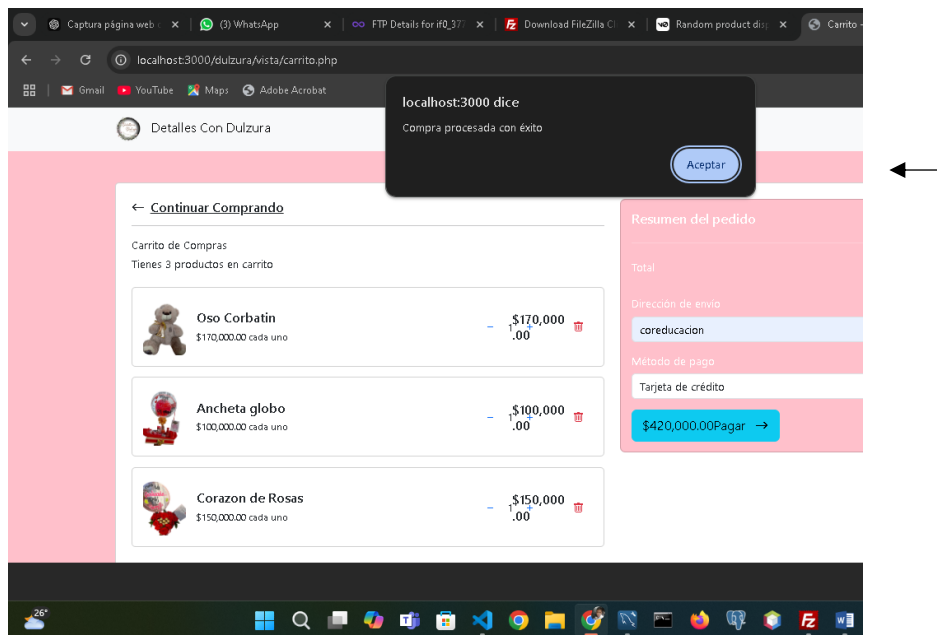 Captura página web
(3) WhatsApp
FTP Details for if0_377
Download FileZilla Cl
Random product disp
Carrito -
localhost:3000/dulzura/vista/carrito.php
Gmail
YouTube
Maps
Adobe Acrobat
localhost:3000 dice
Compra procesada con éxito
Aceptar
Detalles Con Dulzura
← Continuar Comprando
Carrito de Compras
Tienes 3 productos en carrito
Oso Corbatin
$170,000.00 cada uno
− 1 +
$170,000
.00
Ancheta globo
$100,000.00 cada uno
− 1 +
$100,000
.00
Corazon de Rosas
$150,000.00 cada uno
− 1 +
$150,000
.00
Resumen del pedido
Total
Dirección de envío
coreducacion
Método de pago
Tarjeta de crédito
$420,000.00Pagar →
26°